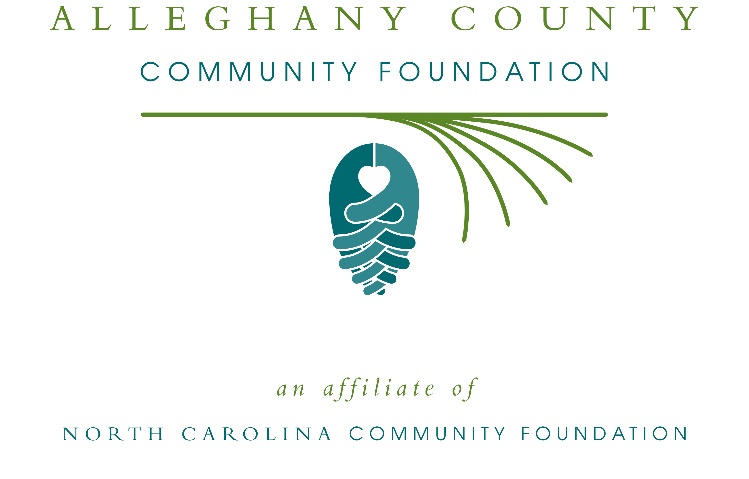 ALLEGHANY COUNTY
COMMUNITY FOUNDATION
an affiliate of
NORTH CAROLINA COMMUNITY FOUNDATION